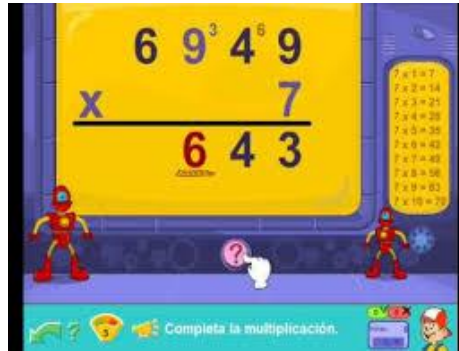 6 9³ 4⁶ 9
x 7
6 4 3
7 x 1 = 7
7 x 2 = 14
7 x 3 = 21
7 x 4 = 28
7 x 5 = 35
7 x 6 = 42
7 x 7 = 49
7 x 8 = 56
7 x 9 = 63
7 x 10 = 70
?
? 5 Completa la multiplicación.